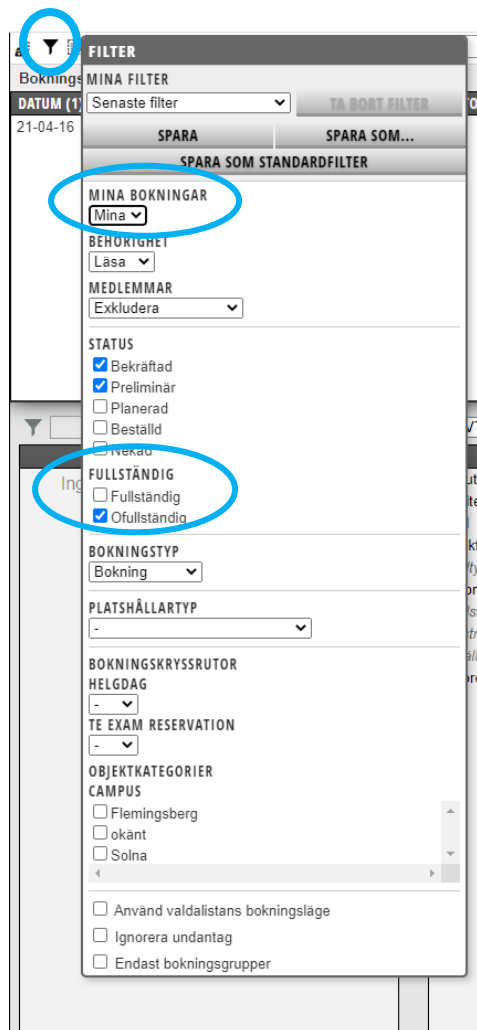 FILTER
Boknings
MINA FILTER
DATUM (1)
Senaste filter
TA BORT FILTER
21-04-16
SPARA
SPARA SOM...
SPARA SOM STANDARDFILTER
MINA BOKNINGAR
Mina
BEHÖRIGHET
Läsa
MEDLEMMAR
Exkludera
STATUS
Bekräftad
Preliminär
Planerad
Beställd
Nekad
FULLSTÄNDIG
Ing
Fullständig
Ofullständig
BOKNINGSTYP
Bokning
PLATSHÅLLARTYP
-
BOKNINGSKRYSSRUTOR
HELGDAG
-
TE EXAM RESERVATION
-
OBJEKTKATEGORIER
CAMPUS
Flemingsberg
okänt
Solna
Använd valdalistans bokningsläge
Ignorera undantag
Endast bokningsgrupper